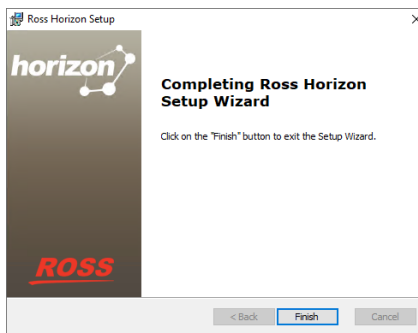 Ross Horizon Setup
horizon
Completing Ross Horizon
Setup Wizard
Click on the "Finish" button to exit the Setup Wizard.
ROSS
< Back
Finish
Cancel